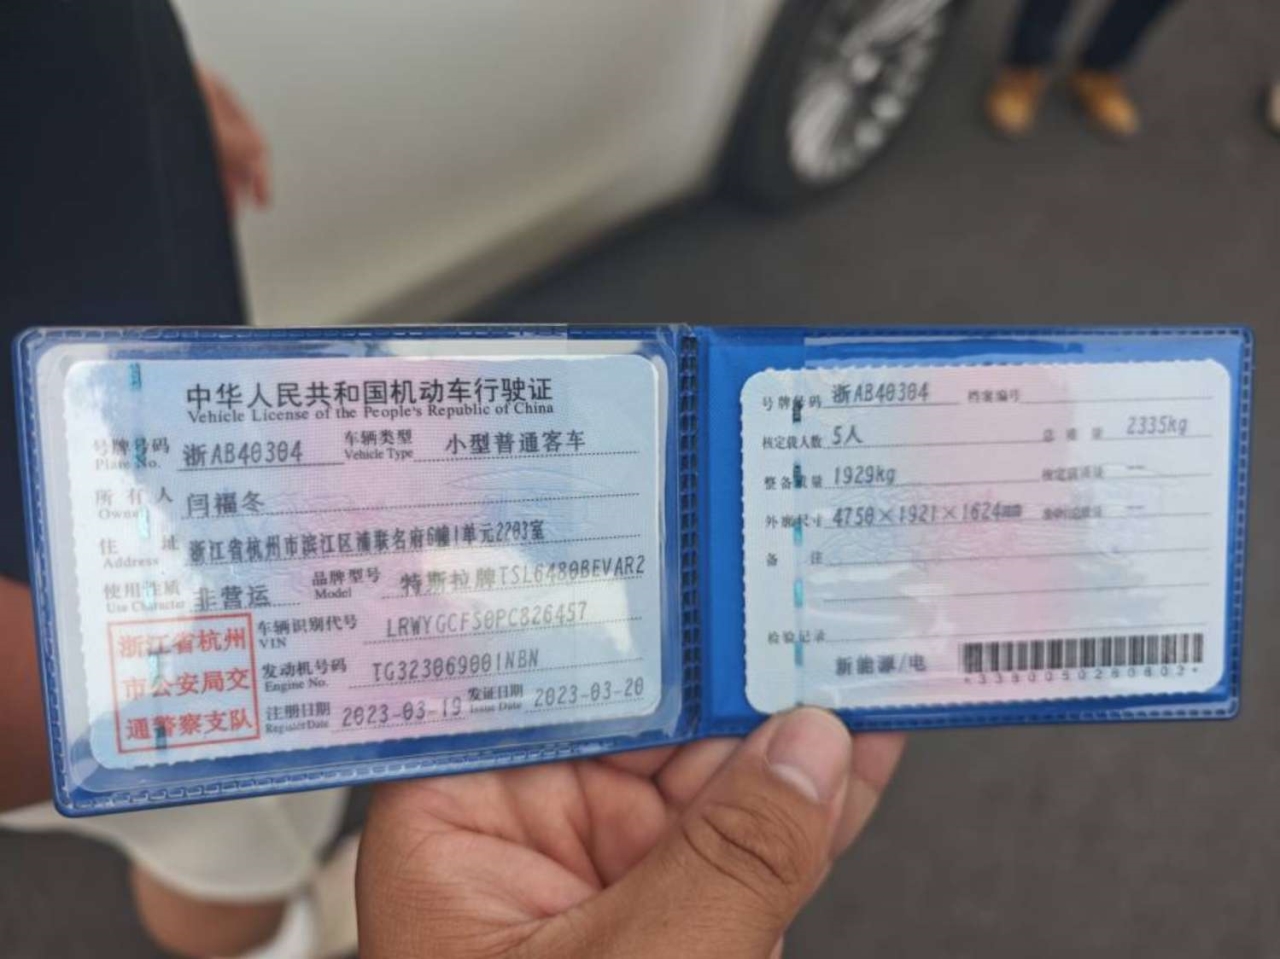 中华人民共和国机动车行驶证
Vehicle License of the People's Republic of China
号牌号码 浙AB40304 车辆类型 小型普通客车
Plate No. Vehicle Type
所有人 闫福冬
Owner
住址 浙江省杭州市滨江区浦联名府6幢1单元2203室
Address
使用性质 非营运 品牌型号 特斯拉牌TSL6480BEVAR2
Use Character Model
浙江省杭州
市公安局交
通警察支队
车辆识别代号 LRWYGCFS0PC826457
VIN
发动机号码 TG323069001NBN
Engine No.
注册日期 2023-03-19 发证日期 2023-03-20
Register Date Issue Date
号牌号码 浙AB40304 档案编号
核定载人数 5人 总质量 2335kg
整备质量 1929kg 核定载质量 --
外廓尺寸 4750×1921×1624mm --
备注
检验记录
新能源/电
*3390050280802*